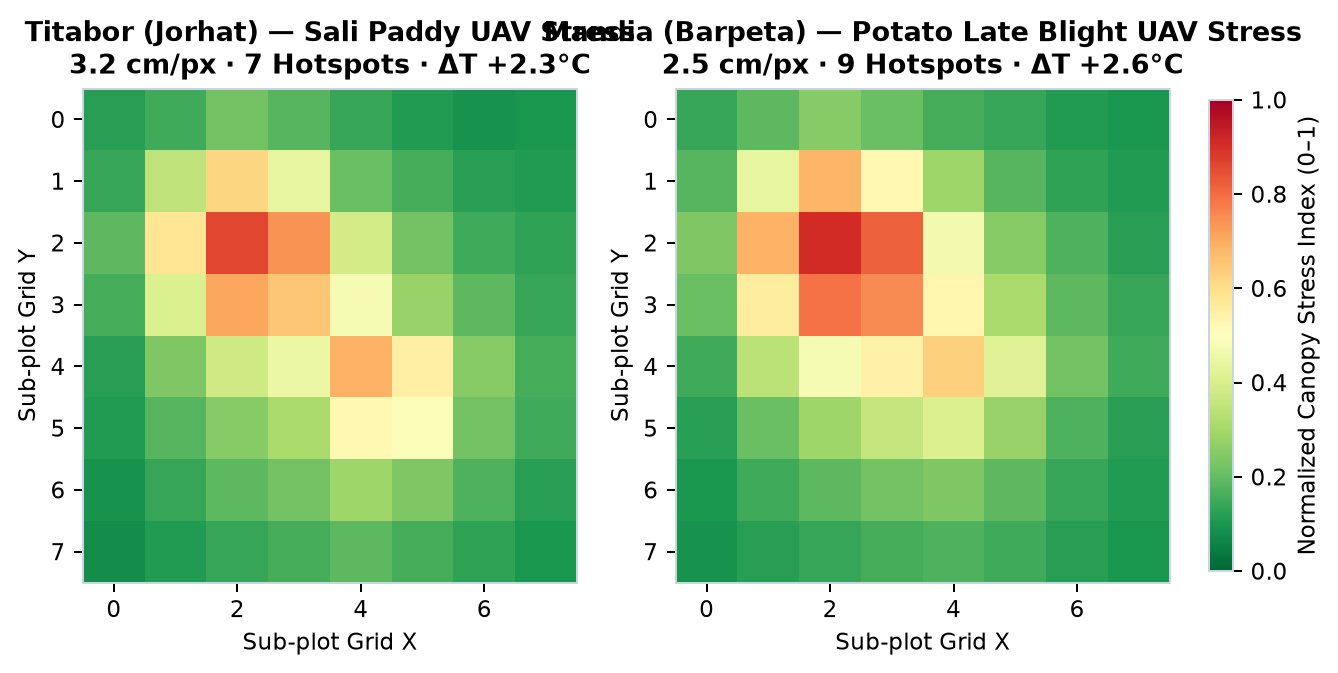 Titabor (Jorhat) — Sali Paddy UAV Stress
3.2 cm/px · 7 Hotspots · ΔT +2.3°C
Mandia (Barpeta) — Potato Late Blight UAV Stress
2.5 cm/px · 9 Hotspots · ΔT +2.6°C
Sub-plot Grid Y
0
1
2
3
4
5
6
7
0 2 4 6
Sub-plot Grid X
Sub-plot Grid Y
0
1
2
3
4
5
6
7
0 2 4 6
Sub-plot Grid X
1.0
0.8
0.6
0.4
0.2
0.0
Normalized Canopy Stress Index (0–1)